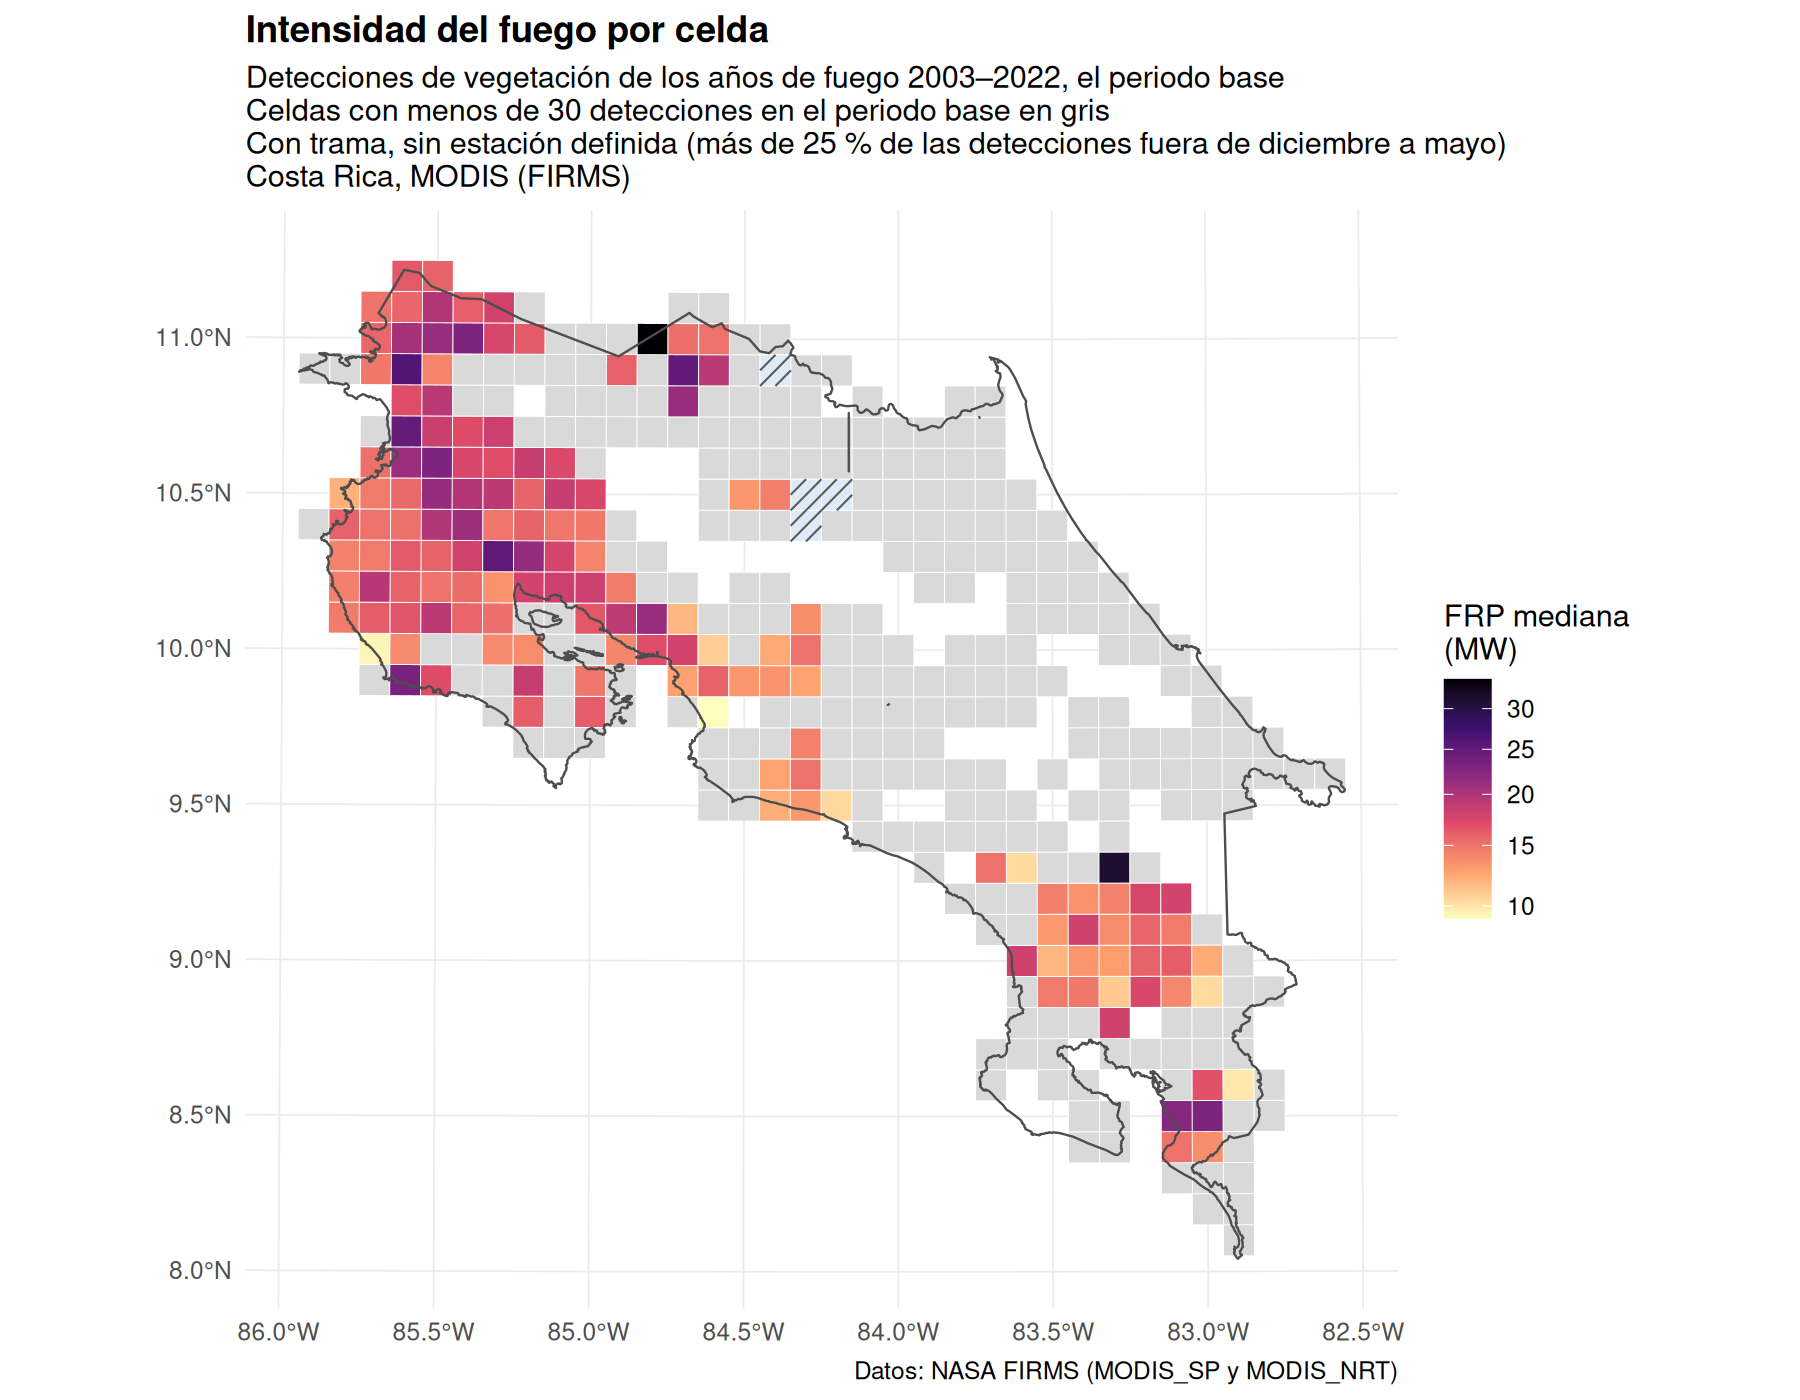 Intensidad del fuego por celda
Detecciones de vegetación de los años de fuego 2003–2022, el periodo base
Celdas con menos de 30 detecciones en el periodo base en gris
Con trama, sin estación definida (más de 25 % de las detecciones fuera de diciembre a mayo)
Costa Rica, MODIS (FIRMS)
11.0°N
10.5°N
10.0°N
9.5°N
9.0°N
8.5°N
8.0°N
86.0°W
85.5°W
85.0°W
84.5°W
84.0°W
83.5°W
83.0°W
82.5°W
FRP mediana
(MW)
30
25
20
15
10
Datos: NASA FIRMS (MODIS_SP y MODIS_NRT)